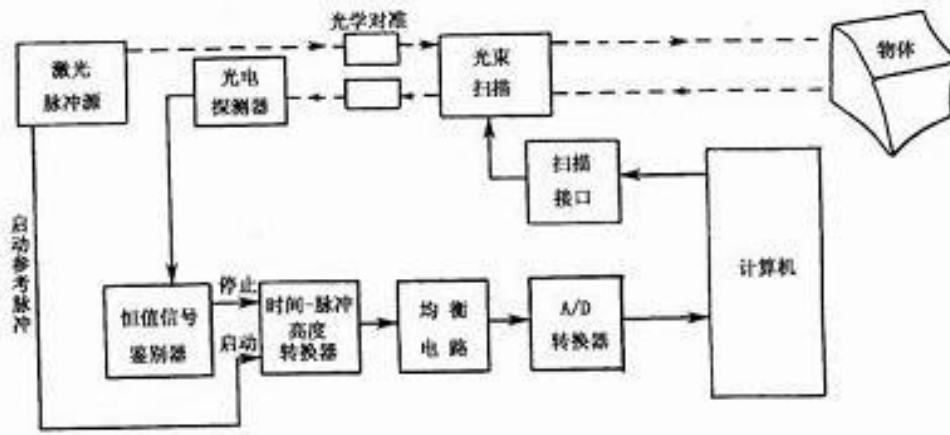 光学对准
激光
脉冲源
光电
探测器
光束
扫描
物体
扫描
接口
计算机
启动参考脉冲
恒值信号
鉴别器
停止
启动
时间-脉冲
高度
转换器
均衡
电路
A/D
转换器